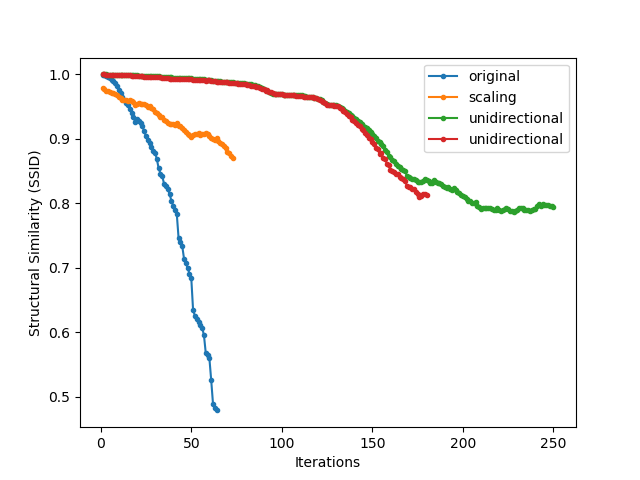 original
scaling
unidirectional
unidirectional
1.0
0.9
0.8
0.7
0.6
0.5
Structural Similarity (SSID)
0 50 100 150 200 250
Iterations